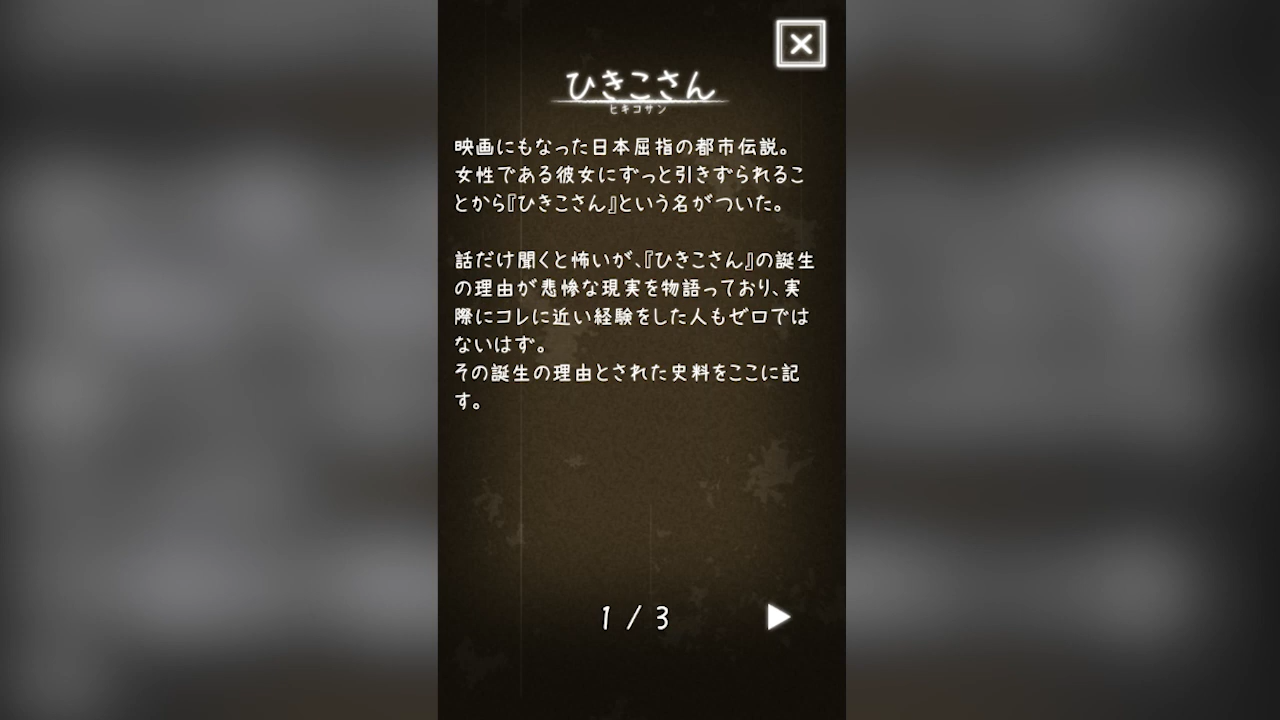 ひきこさん
ヒキコサン
映画にもなった日本屈指の都市伝説。
女性である彼女にずっと引きずられるこ
とから『ひきこさん』という名がついた。
話だけ聞くと怖いが、『ひきこさん』の誕生
の理由が悲惨な現実を物語っており、実
際にコレに近い経験をした人もゼロでは
ないはず。
その誕生の理由とされた史料をここに記
す。
1 / 3